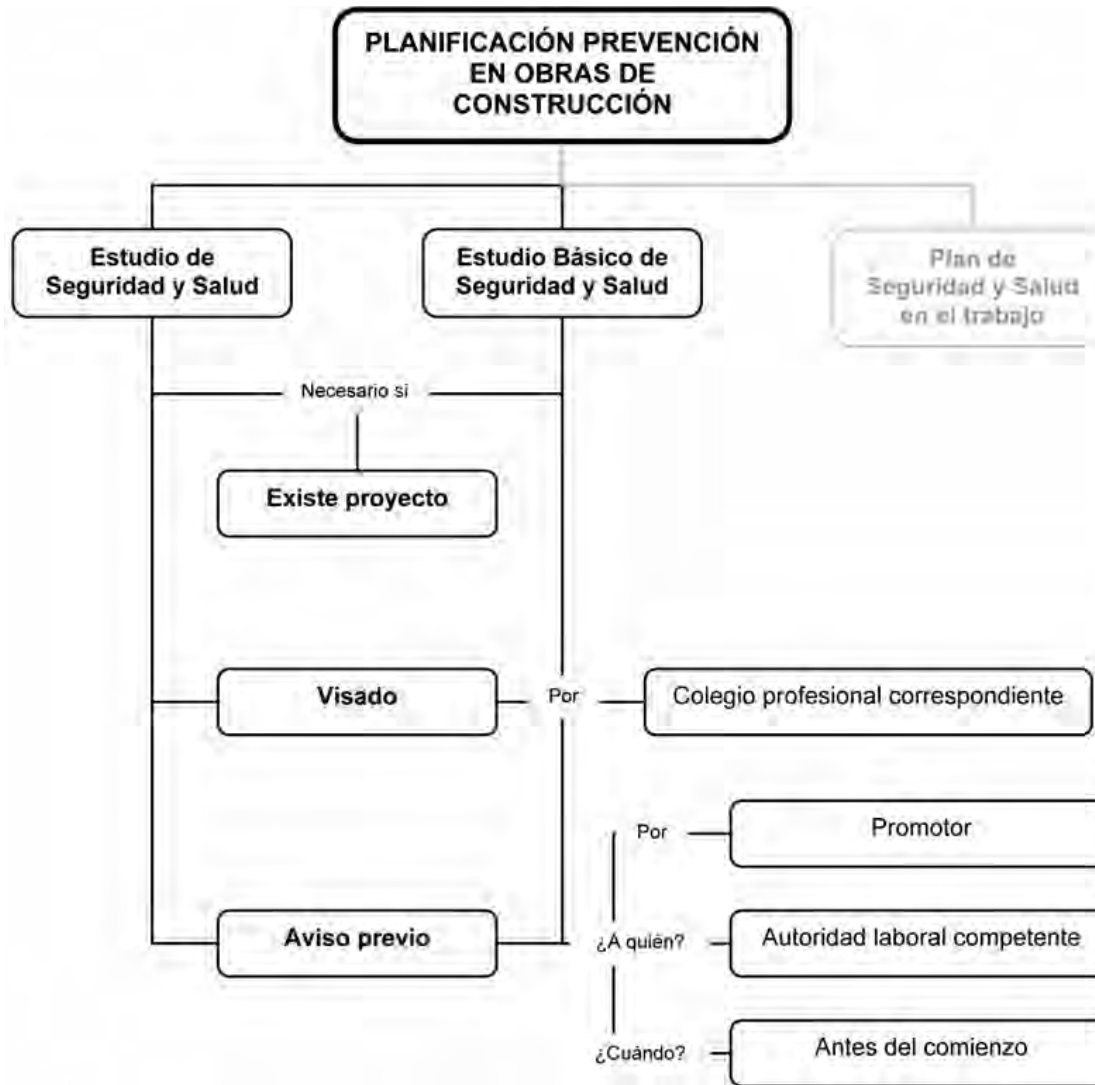 PLANIFICACIÓN PREVENCIÓN
EN OBRAS DE
CONSTRUCCIÓN
Estudio de
Seguridad y Salud
Estudio Básico de
Seguridad y Salud
Plan de
Seguridad y Salud
en el trabajo
Necesario si
Existe proyecto
Visado
Por
Colegio profesional correspondiente
Por
Promotor
Aviso previo
¿A quién?
Autoridad laboral competente
¿Cuándo?
Antes del comienzo